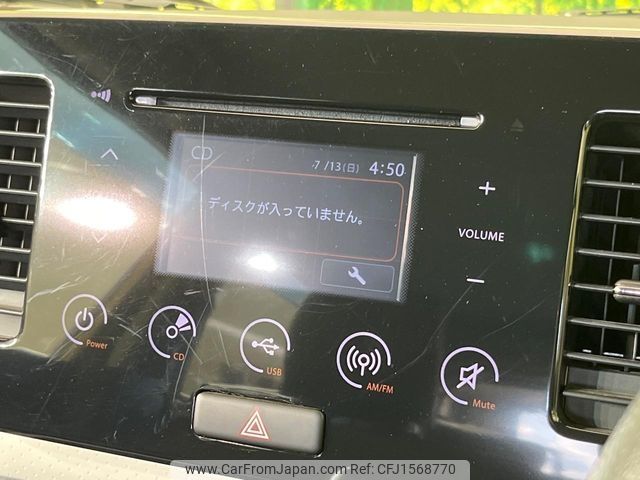 CD
7/13(日) 4:50
ディスクが入っていません。
+
VOLUME
−
Power
CD
USB
AM/FM
Mute
www.CarFromJapan.com - CFJ1568770